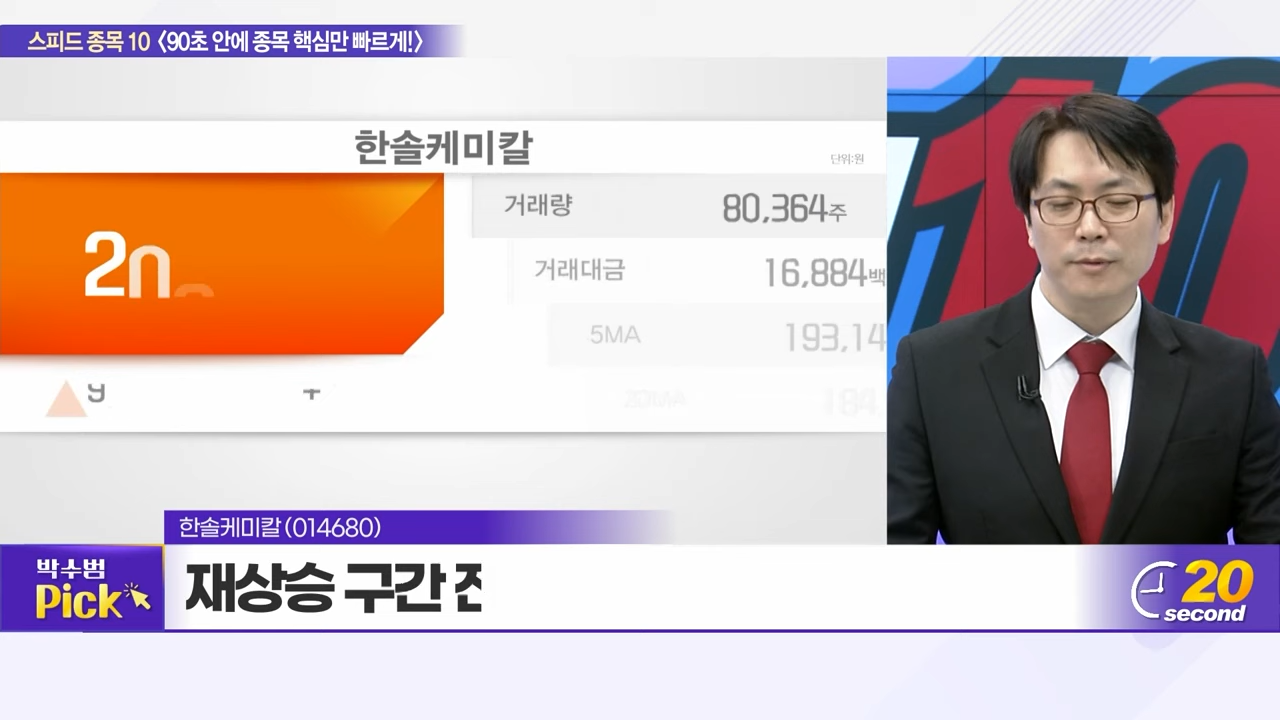 스피드 종목 10 〈90초 안에 종목 핵심만 빠르게!〉
한솔케미칼
단위:원
거래량 80,364주
거래대금 16,884백
5MA 193,14
20MA 184,
한솔케미칼(014680)
박수범
Pick
재상승 구간
20
second